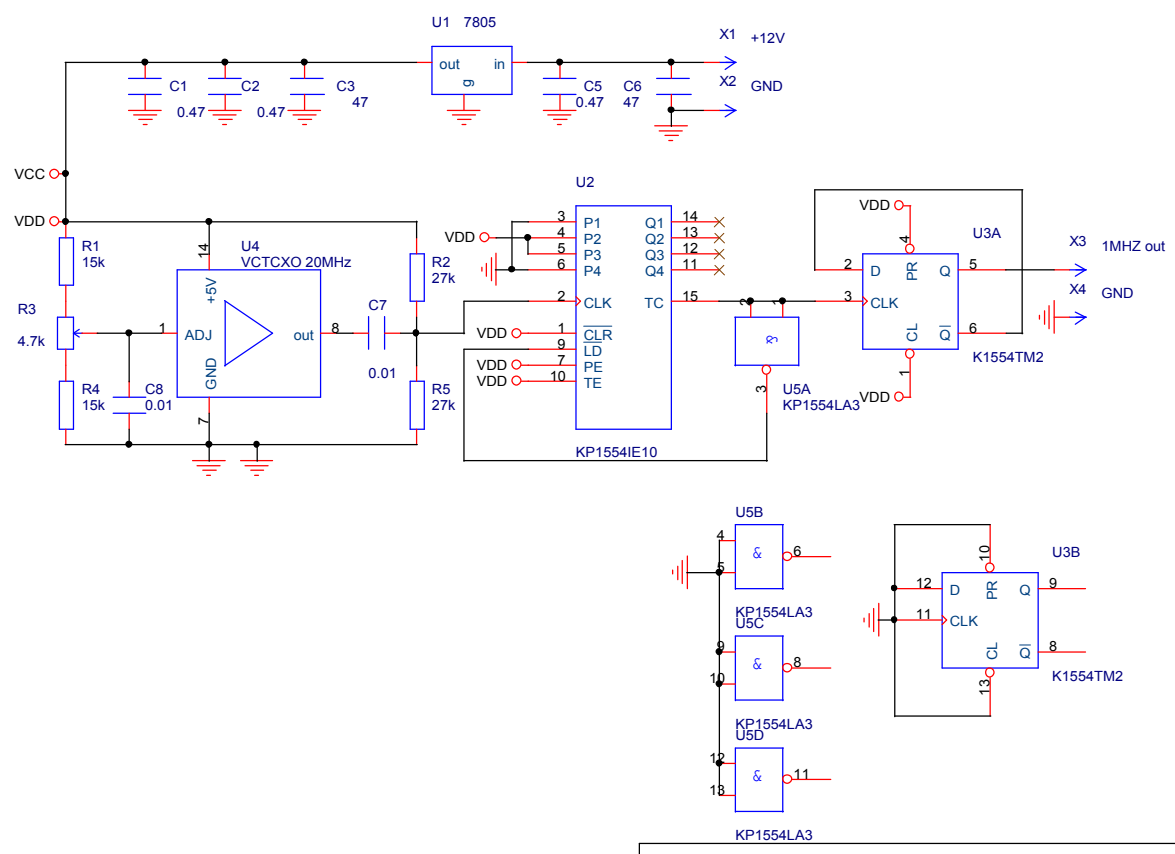 U1 7805
X1 +12V
out in
g
X2 GND
C1 0.47
C2 0.47
C3 47
C5 0.47
C6 47
VCC
VDD
R1 15k
R3 4.7k
R4 15k
C8 0.01
U4
VCTCXO 20MHz
14
+5V
1 ADJ
out 8
GND
7
C7 0.01
R2 27k
R5 27k
U2
3 P1 Q1 14
VDD 4 P2 Q2 13
5 P3 Q3 12
6 P4 Q4 11
2 CLK TC 15
VDD 1 CLR
9 LD
VDD 7 PE
VDD 10 TE
KP1554IE10
2 1
&
3
U5A
KP1554LA3
VDD 4
U3A
2 D PR Q 5
3 CLK
CL Q 6
K1554TM2
VDD 1
X3 1MHZ out
X4 GND
U5B
4 & 6
5
KP1554LA3
U5C
9 & 8
10
KP1554LA3
U5D
12 & 11
13
KP1554LA3
10
U3B
12 D PR Q 9
11 CLK
CL Q 8
13
K1554TM2